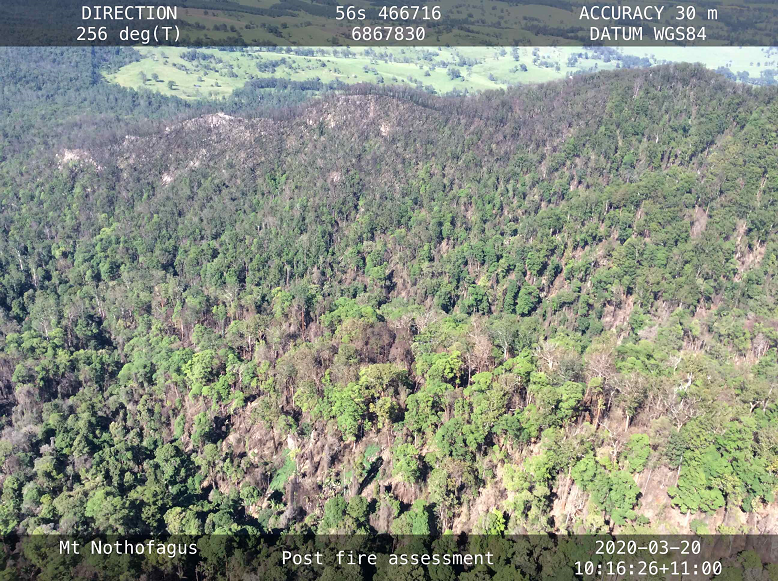 DIRECTION
256 deg(T)
56s 466716
6867830
ACCURACY 30 m
DATUM WGS84
Mt Nothofagus
Post fire assessment
2020-03-20
10:16:26+11:00